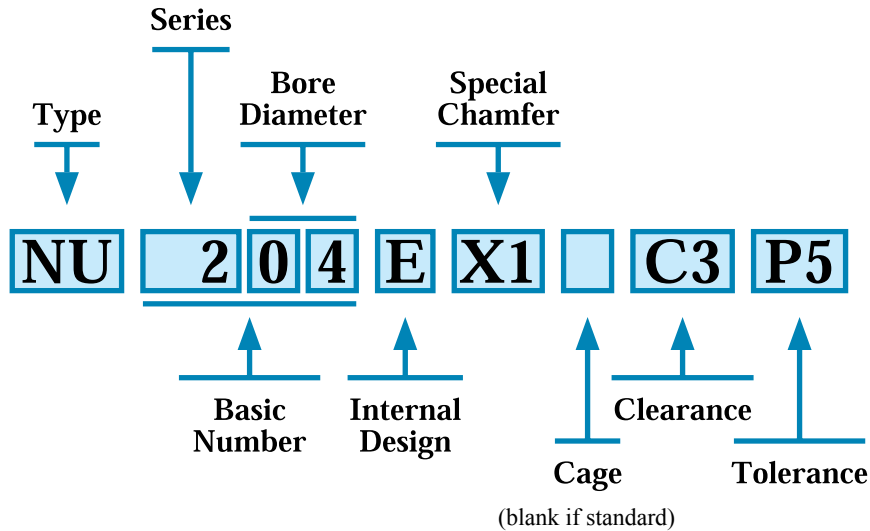 Series
Bore
Diameter
Special
Chamfer
Type
NU 2 0 4 E X1 C3 P5
Basic
Number
Internal
Design
Clearance
Cage
(blank if standard)
Tolerance